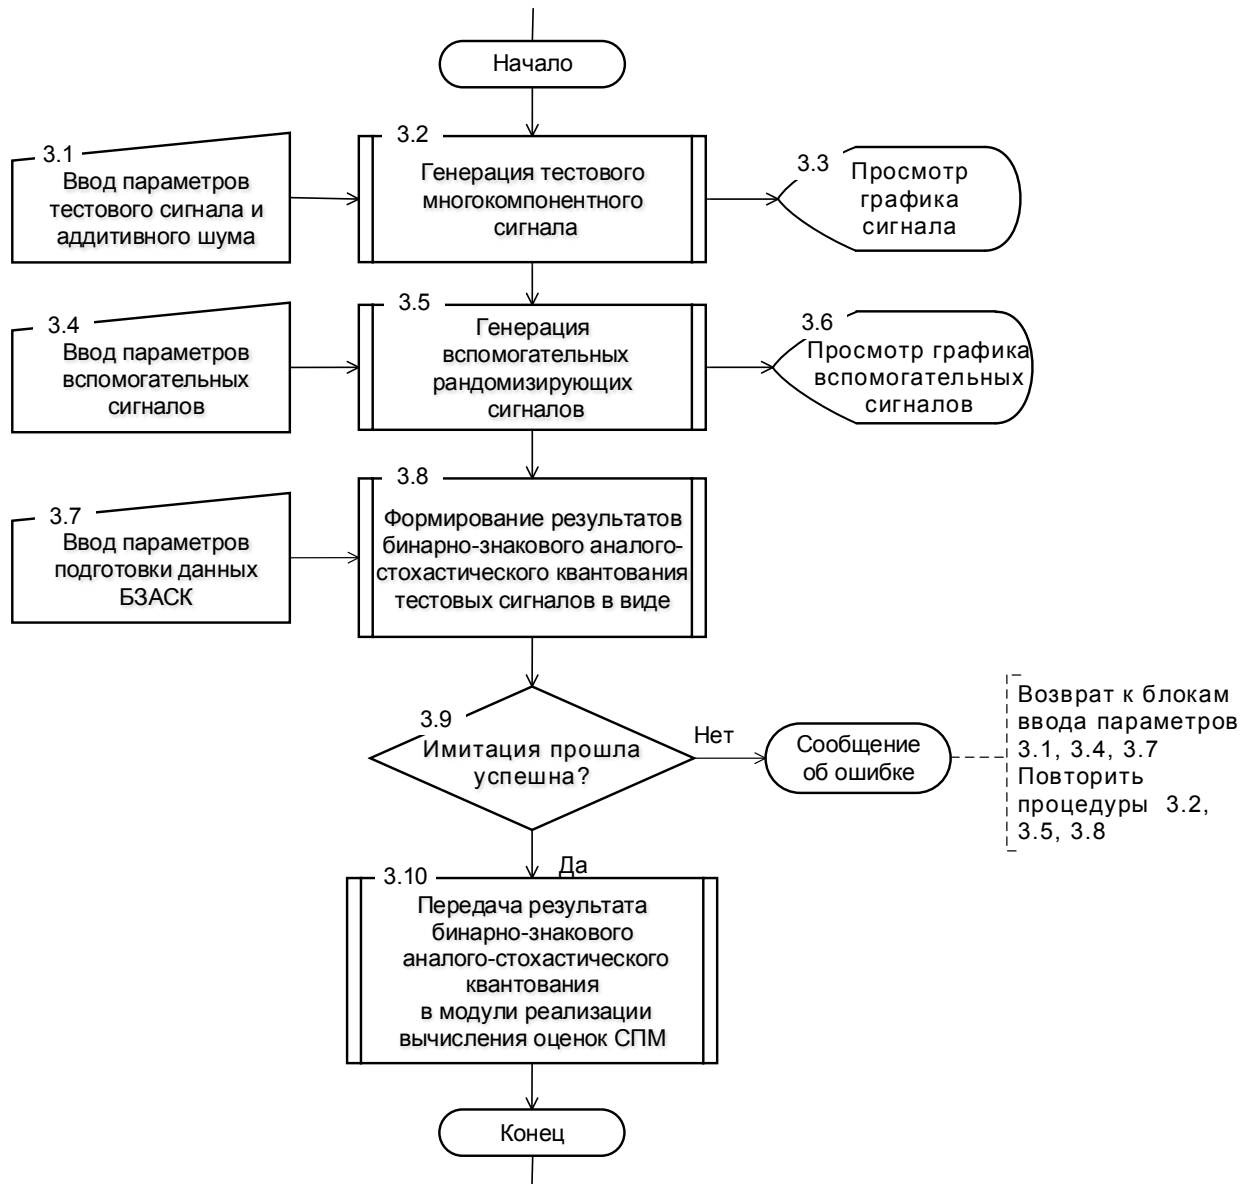 Начало
3.1
Ввод параметров
тестового сигнала и
аддитивного шума
3.2
Генерация тестового
многокомпонентного
сигнала
3.3
Просмотр
графика
сигнала
3.4
Ввод параметров
вспомогательных
сигналов
3.5
Генерация
вспомогательных
рандомизирующих
сигналов
3.6
Просмотр графика
вспомогательных
сигналов
3.7
Ввод параметров
подготовки данных
БЗАСК
3.8
Формирование результатов
бинарно-знакового аналого-
стохастического квантования
тестовых сигналов в виде
3.9
Имитация прошла
успешна?
Нет
Сообщение
об ошибке
Возврат к блокам
ввода параметров
3.1, 3.4, 3.7
Повторить
процедуры 3.2,
3.5, 3.8
Да
3.10
Передача результата
бинарно-знакового
аналого-стохастического
квантования
в модули реализации
вычисления оценок СПМ
Конец